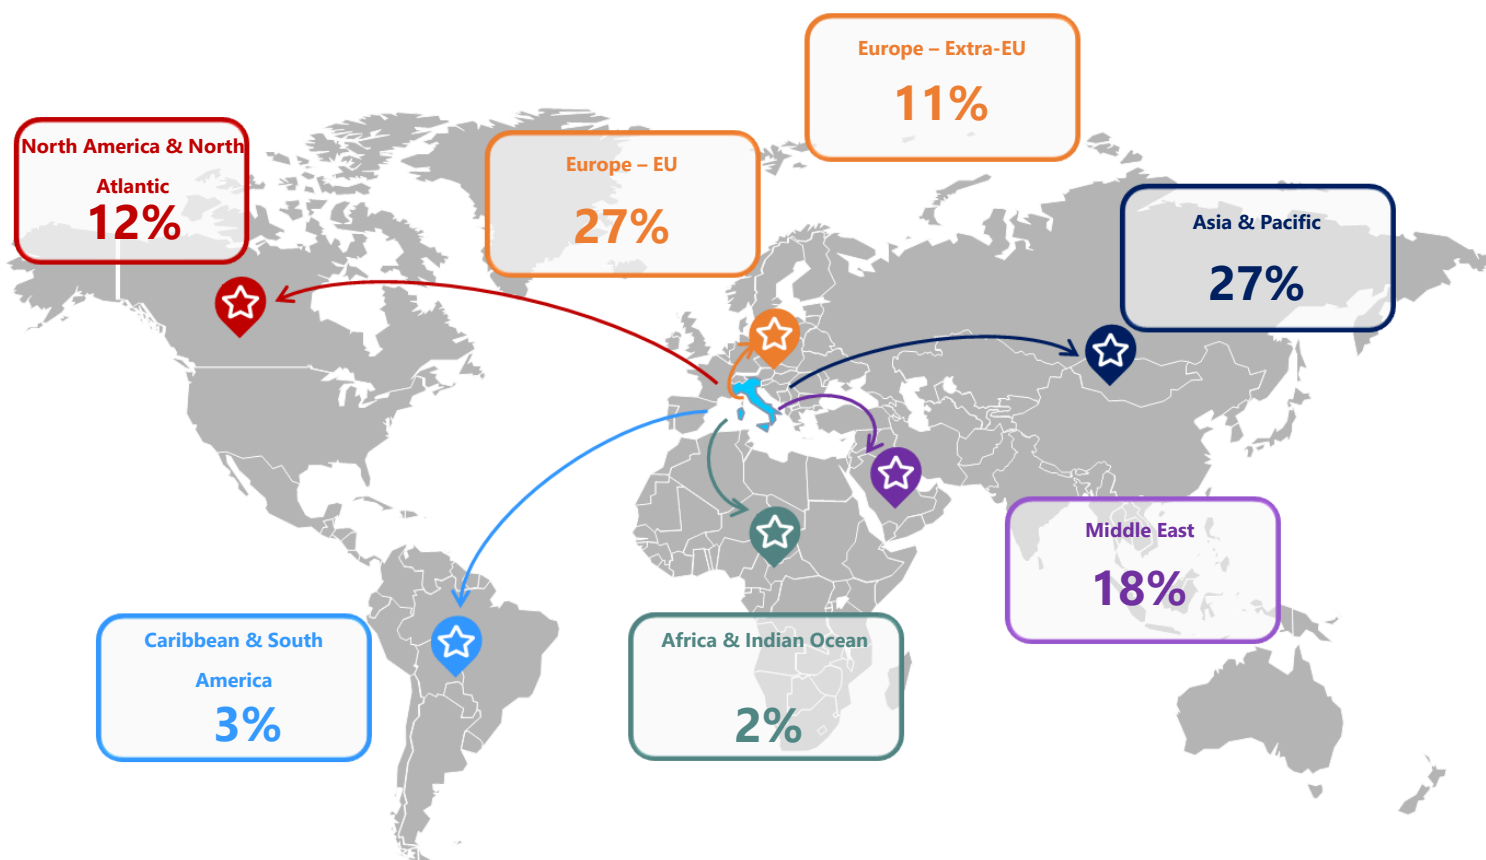 Europe – Extra-EU
11%
North America & North
Atlantic
12%
Europe – EU
27%
Asia & Pacific
27%
Middle East
18%
Caribbean & South
America
3%
Africa & Indian Ocean
2%